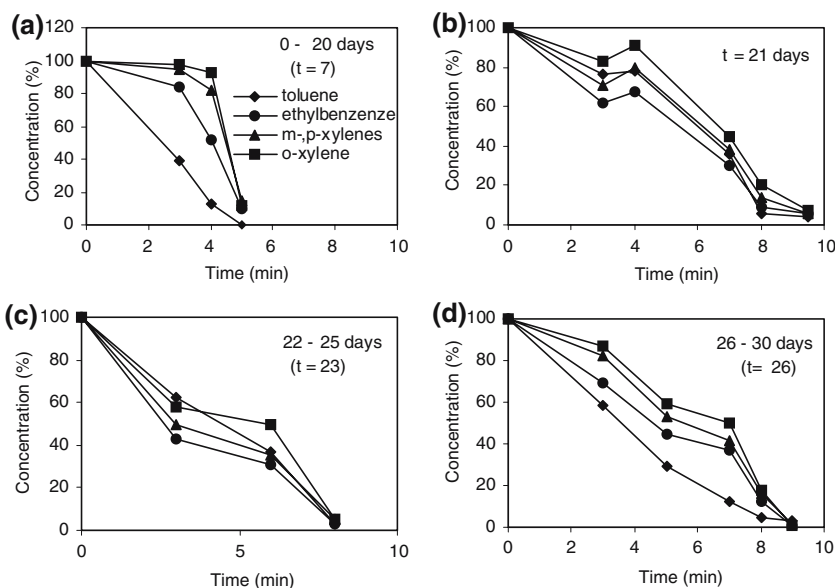 (a)
120
100
80
60
40
20
0
Concentration (%)
0 - 20 days
(t = 7)
toluene
ethylbenzenze
m-,p-xylenes
o-xylene
0 2 4 6 8 10
Time (min)
(b)
100
80
60
40
20
0
Concentration (%)
t = 21 days
0 2 4 6 8 10
Time (min)
(c)
100
80
60
40
20
0
Concentration (%)
22 - 25 days
(t = 23)
0 5 10
Time (min)
(d)
100
80
60
40
20
0
Concentration (%)
26 - 30 days
(t= 26)
0 2 4 6 8 10
Time (min)